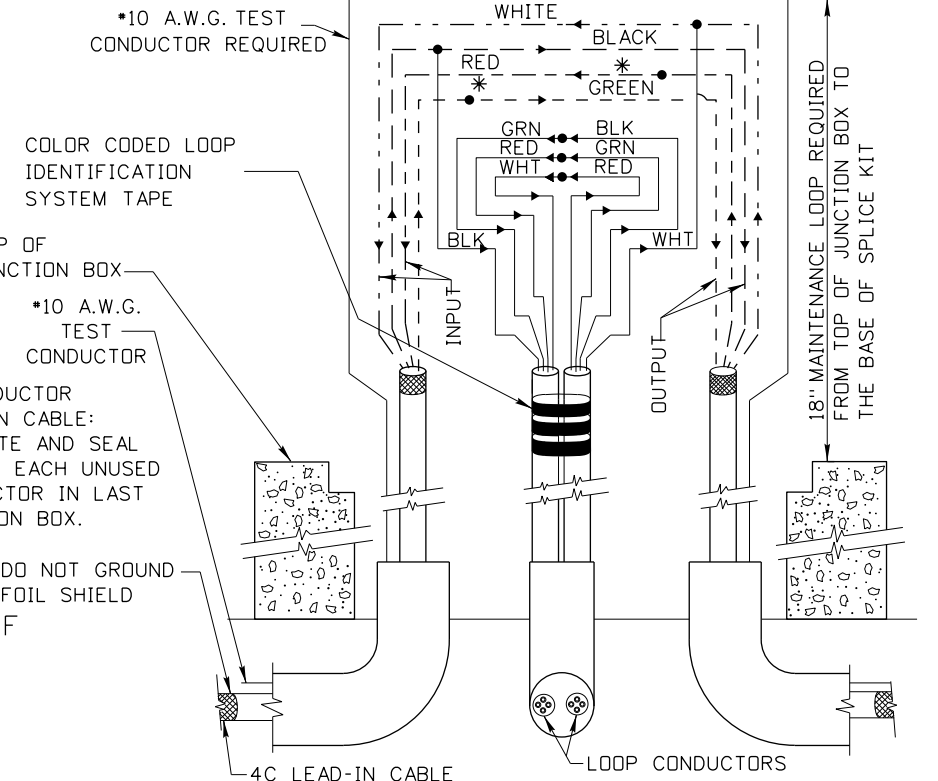 *10 A.W.G. TEST
CONDUCTOR REQUIRED
WHITE
BLACK
RED
*
*
GREEN
GRN
BLK
RED
GRN
WHT
RED
BLK
WHT
COLOR CODED LOOP
IDENTIFICATION
SYSTEM TAPE
P OF
NCTION BOX
*10 A.W.G.
TEST
CONDUCTOR
INPUT
OUTPUT
18" MAINTENANCE LOOP REQUIRED
FROM TOP OF JUNCTION BOX TO
THE BASE OF SPLICE KIT
DUCTOR
N CABLE:
TE AND SEAL
EACH UNUSED
CTOR IN LAST
ON BOX.
DO NOT GROUND
FOIL SHIELD
F
LOOP CONDUCTORS
4C LEAD-IN CABLE